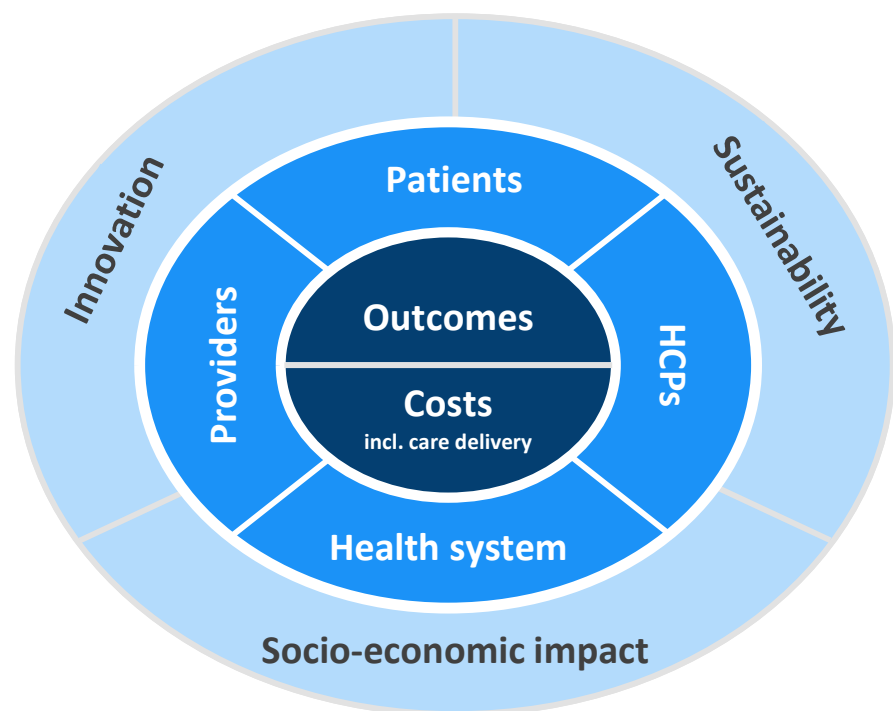 Innovation
Sustainability
Patients
Providers
HCPs
Outcomes
Costs
incl. care delivery
Health system
Socio-economic impact